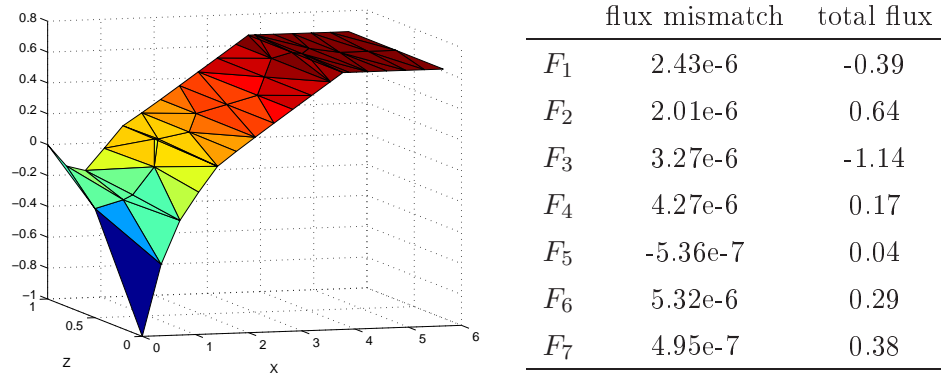 0.8
0.6
0.4
0.2
0
−0.2
−0.4
−0.6
−0.8
−1
1
0.5
0
Z
0
1
2
3
4
5
6
X
flux mismatch total flux
F1 2.43e-6 -0.39
F2 2.01e-6 0.64
F3 3.27e-6 -1.14
F4 4.27e-6 0.17
F5 -5.36e-7 0.04
F6 5.32e-6 0.29
F7 4.95e-7 0.38